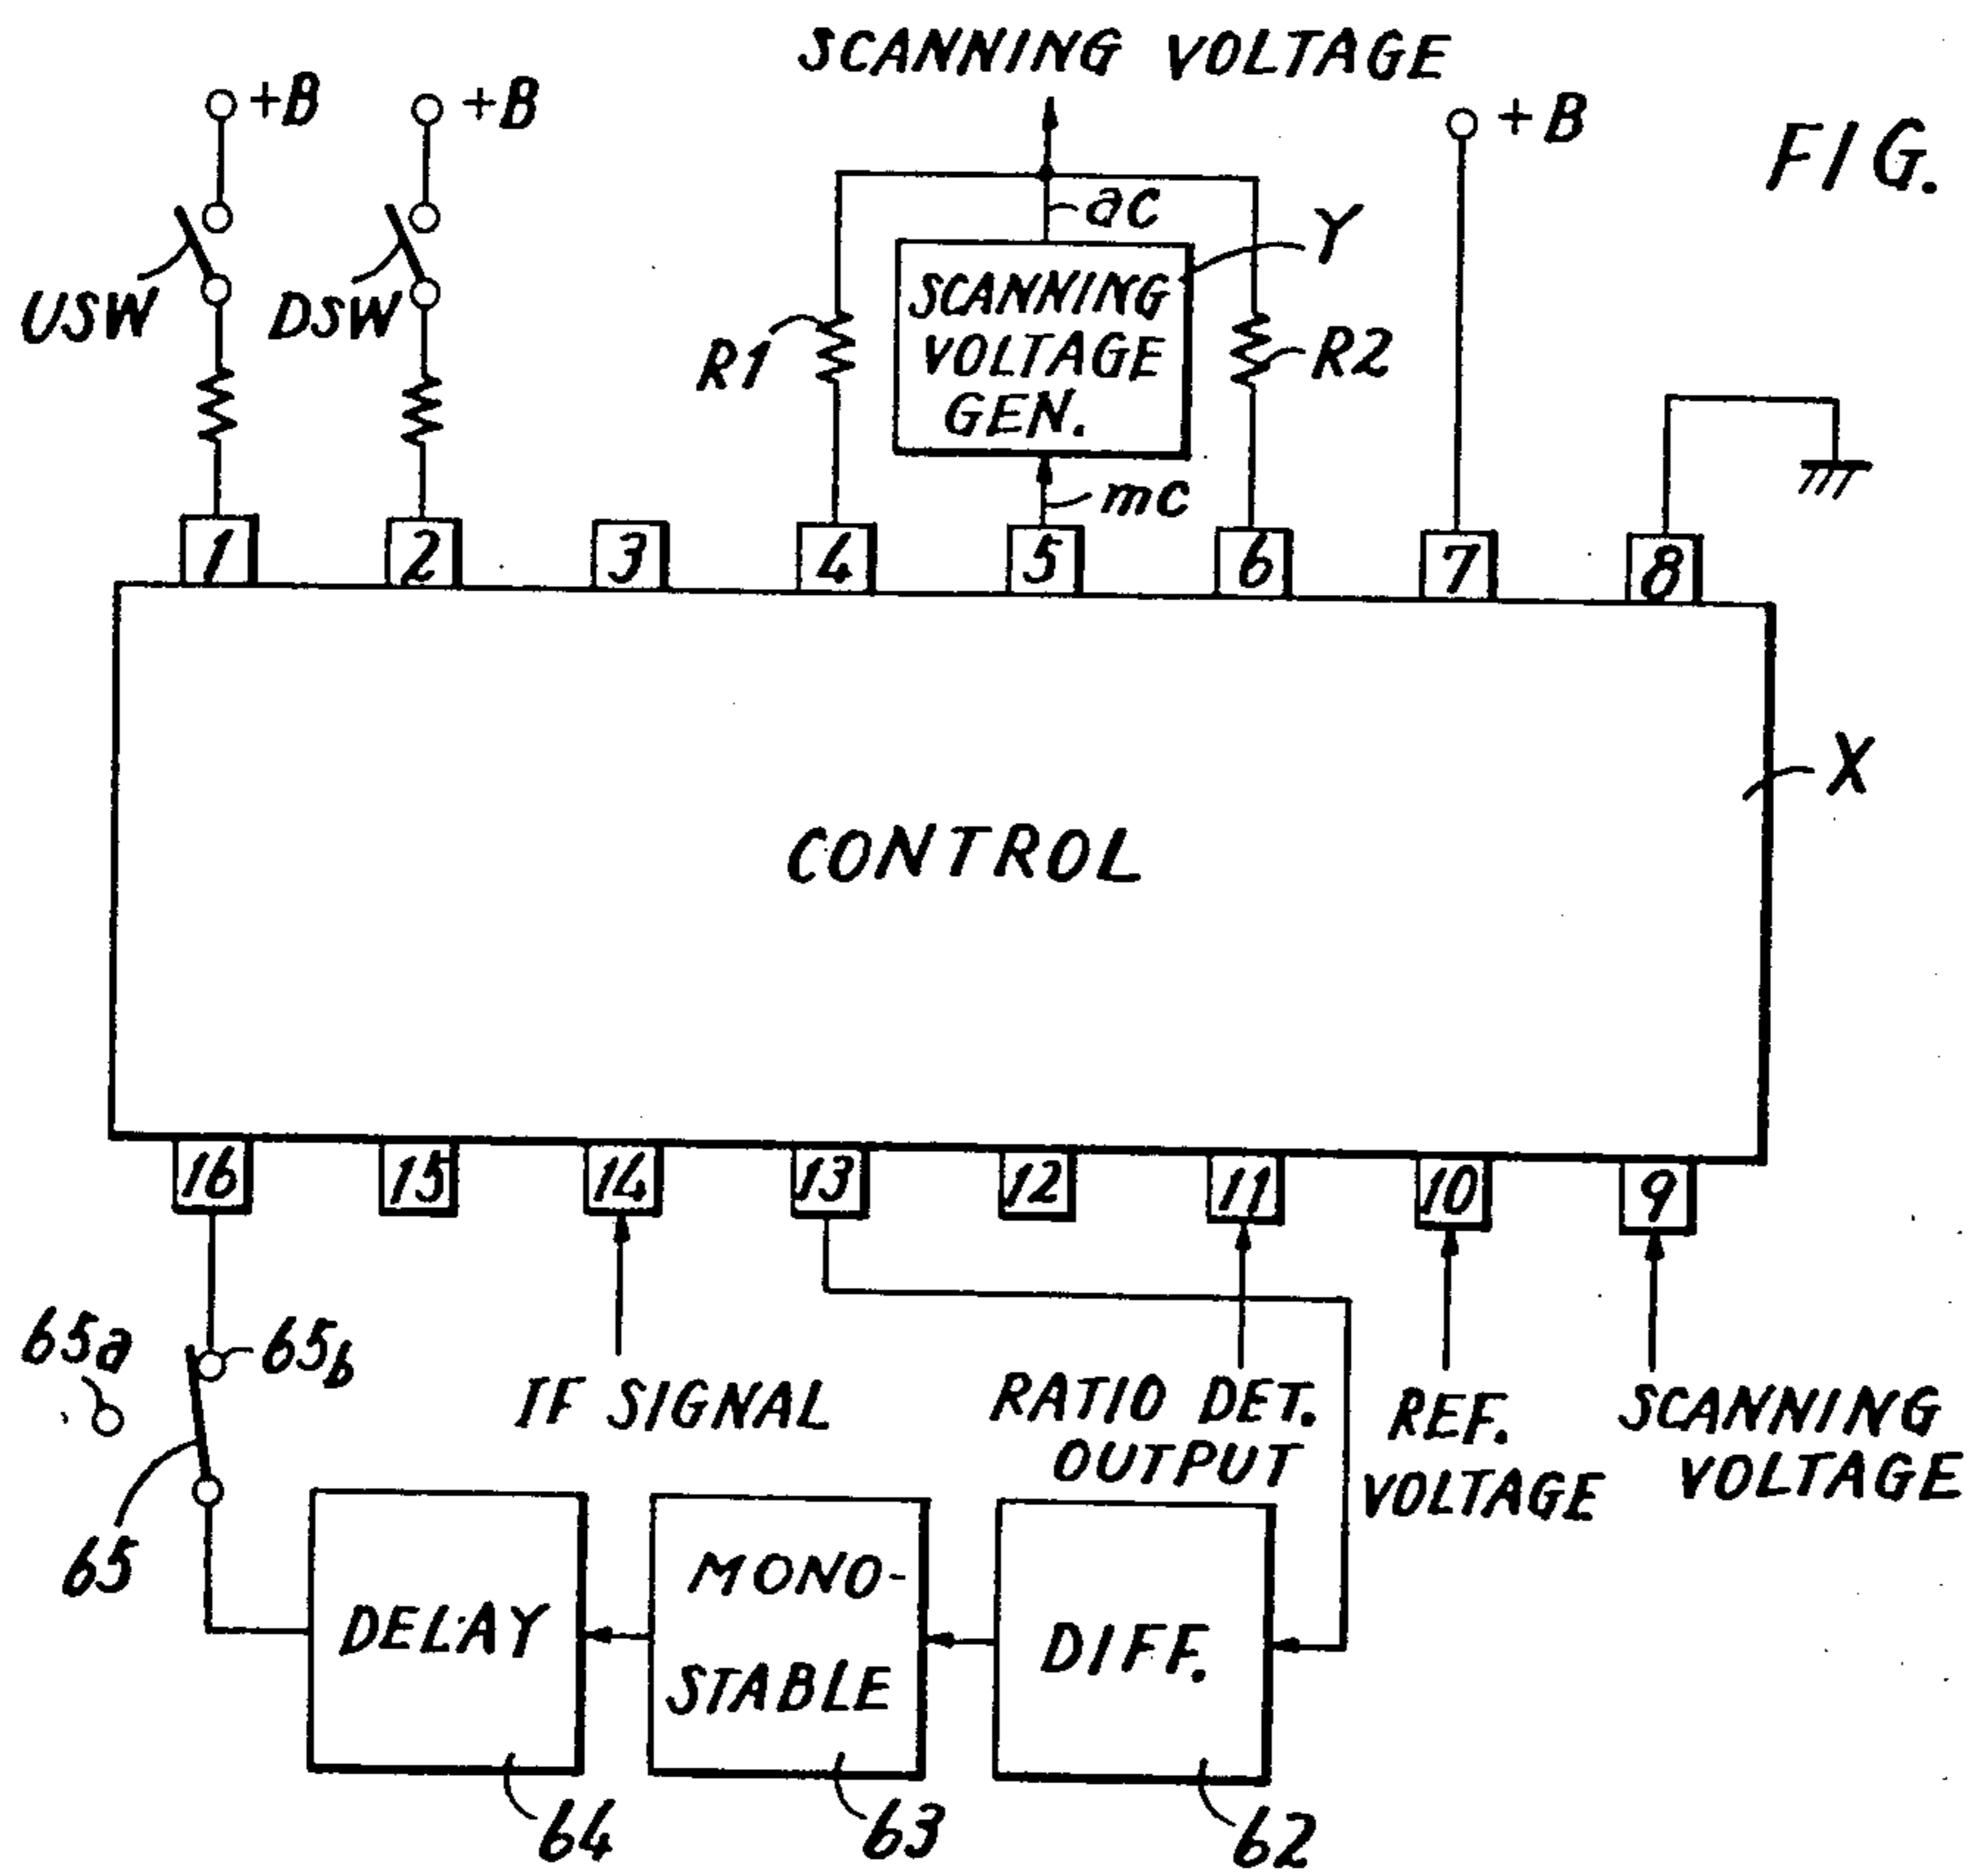 SCANNING VOLTAGE
+B
+B
+B
FIG.
ac
Y
USW
DSW
R1
SCANNING
VOLTAGE
GEN.
R2
mc
1
2
3
4
5
6
7
8
X
CONTROL
16
15
14
13
12
11
10
9
65a
65b
IF SIGNAL
RATIO DET.
OUTPUT
REF.
VOLTAGE
SCANNING
VOLTAGE
65
DELAY
MONO-
STABLE
DIFF.
64
63
62